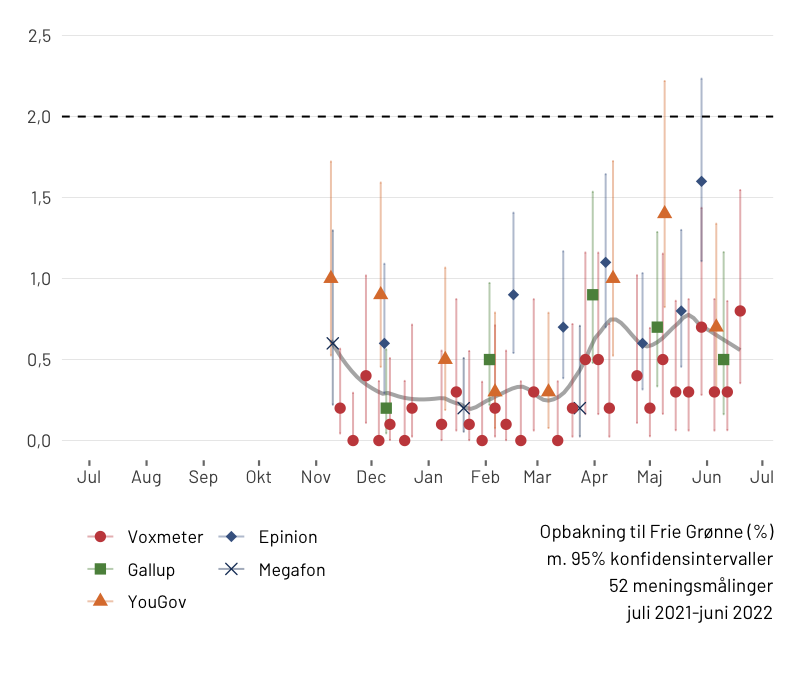 2,5
2,0
1,5
1,0
0,5
0,0
Jul Aug Sep Okt Nov Dec Jan Feb Mar Apr Maj Jun Jul
Voxmeter Epinion
Gallup Megafon
YouGov
Opbakning til Frie Grønne (%)
m. 95% konfidensintervaller
52 meningsmålinger
juli 2021-juni 2022